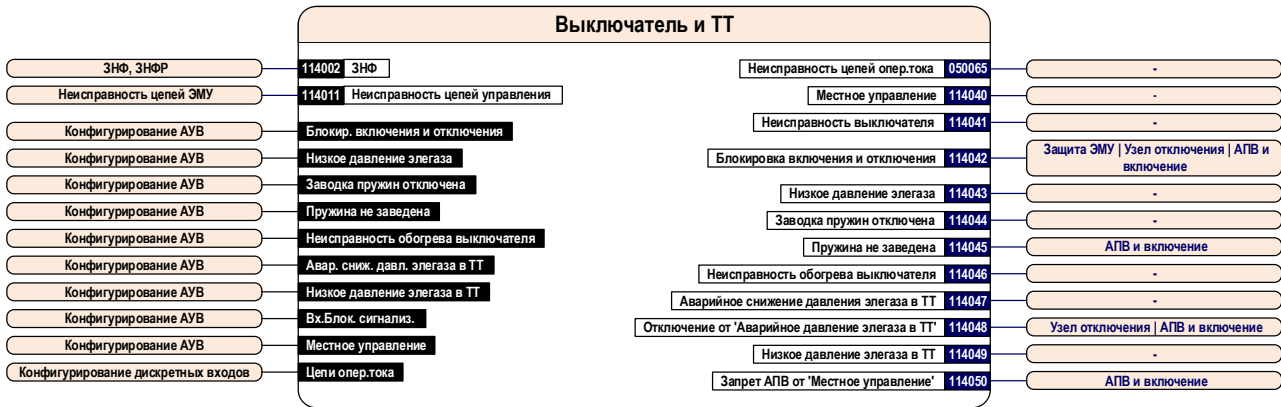 Выключатель и ТТ
ЗНФ, ЗНФР 114002 ЗНФ
Неисправность цепей ЭМУ 114011 Неисправность цепей управления
Конфигурирование АУВ Блокир. включения и отключения
Конфигурирование АУВ Низкое давление элегаза
Конфигурирование АУВ Заводка пружин отключена
Конфигурирование АУВ Пружина не заведена
Конфигурирование АУВ Неисправность обогрева выключателя
Конфигурирование АУВ Авар. сниж. давл. элегаза в ТТ
Конфигурирование АУВ Низкое давление элегаза в ТТ
Конфигурирование АУВ Вх.Блок. сигнализ.
Конфигурирование АУВ Местное управление
Конфигурирование дискретных входов Цепи опер.тока
Неисправность цепей опер.тока 050065 -
Местное управление 114040 -
Неисправность выключателя 114041 -
Блокировка включения и отключения 114042 Защита ЭМУ | Узел отключения | АПВ и
включение
Низкое давление элегаза 114043 -
Заводка пружин отключена 114044 -
Пружина не заведена 114045 АПВ и включение
Неисправность обогрева выключателя 114046 -
Аварийное снижение давления элегаза в ТТ 114047 -
Отключение от 'Аварийное давление элегаза в ТТ' 114048 Узел отключения | АПВ и включение
Низкое давление элегаза в ТТ 114049 -
Запрет АПВ от 'Местное управление' 114050 АПВ и включение